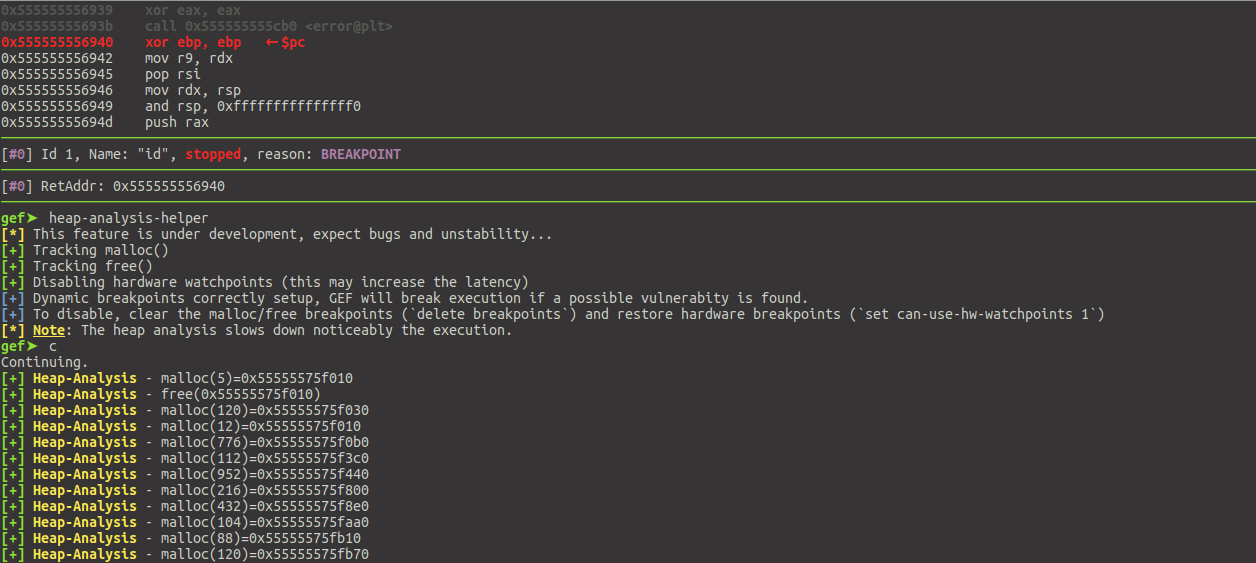 0x555555556939    xor eax, eax
0x55555555693b    call 0x555555555cb0 <error@plt>
0x555555556940    xor ebp, ebp   ←$pc
0x555555556942    mov r9, rdx
0x555555556945    pop rsi
0x555555556946    mov rdx, rsp
0x555555556949    and rsp, 0xfffffffffffffff0
0x55555555694d    push rax
[#0] Id 1, Name: "id", stopped, reason: BREAKPOINT
[#0] RetAddr: 0x555555556940
gef➤  heap-analysis-helper
[*] This feature is under development, expect bugs and unstability...
[+] Tracking malloc()
[+] Tracking free()
[+] Disabling hardware watchpoints (this may increase the latency)
[+] Dynamic breakpoints correctly setup, GEF will break execution if a possible vulnerabity is found.
[+] To disable, clear the malloc/free breakpoints (`delete breakpoints`) and restore hardware breakpoints (`set can-use-hw-watchpoints 1`)
[*] Note: The heap analysis slows down noticeably the execution.
gef➤  c
Continuing.
[+] Heap-Analysis - malloc(5)=0x55555575f010
[+] Heap-Analysis - free(0x55555575f010)
[+] Heap-Analysis - malloc(120)=0x55555575f030
[+] Heap-Analysis - malloc(12)=0x55555575f010
[+] Heap-Analysis - malloc(776)=0x55555575f0b0
[+] Heap-Analysis - malloc(112)=0x55555575f3c0
[+] Heap-Analysis - malloc(952)=0x55555575f440
[+] Heap-Analysis - malloc(216)=0x55555575f800
[+] Heap-Analysis - malloc(432)=0x55555575f8e0
[+] Heap-Analysis - malloc(104)=0x55555575faa0
[+] Heap-Analysis - malloc(88)=0x55555575fb10
[+] Heap-Analysis - malloc(120)=0x55555575fb70